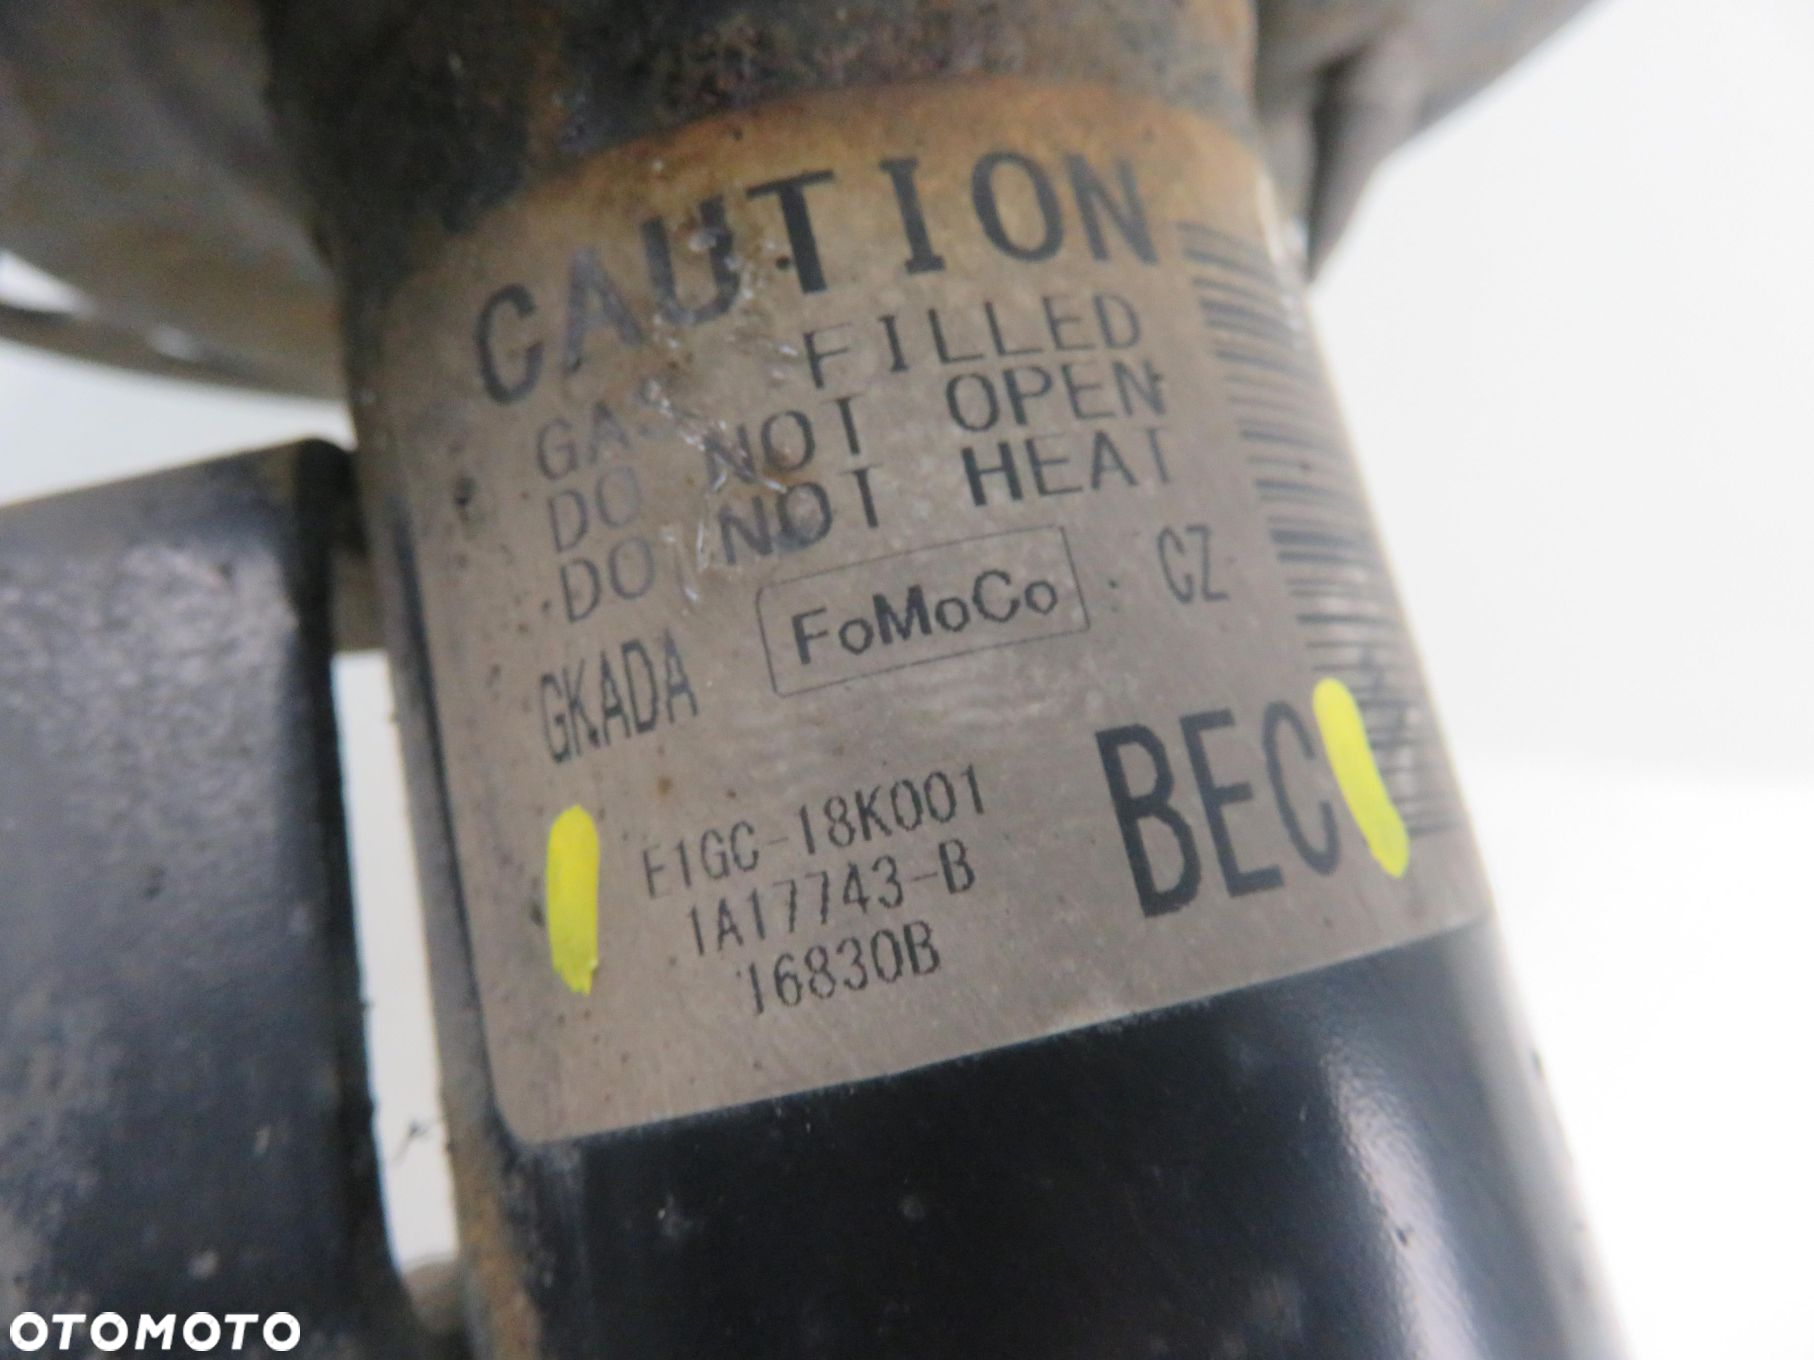 CAUTION
GAS FILLED
DO NOT OPEN
DO NOT HEAT
GKADA FoMoCo CZ
E1GC-18K001 BEC
1A17743-B
16830B
OTOMOTO